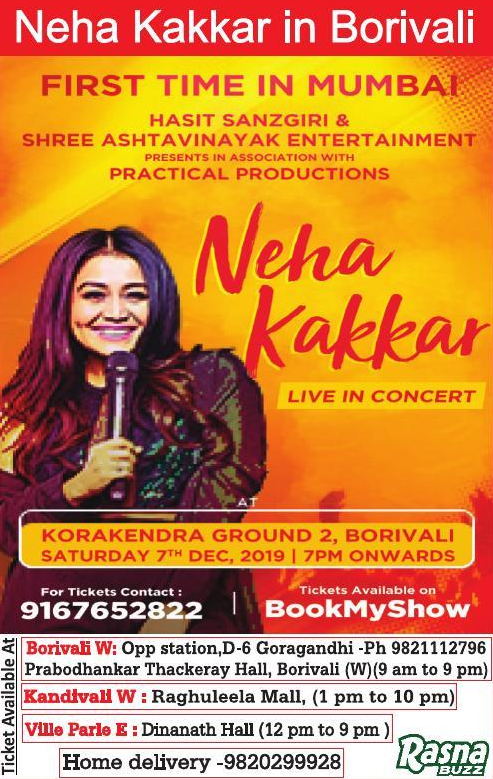 Neha Kakkar in Borivali
FIRST TIME IN MUMBAI
HASIT SANZGIRI &
SHREE ASHTAVINAYAK ENTERTAINMENT
PRESENTS IN ASSOCIATION WITH
PRACTICAL PRODUCTIONS
Neha
Kakkar
LIVE IN CONCERT
AT
KORAKENDRA GROUND 2, BORIVALI
SATURDAY 7TH DEC, 2019 | 7PM ONWARDS
For Tickets Contact :
9167652822
Tickets Available on
BookMyShow
Ticket Available At
Borivali W: Opp station,D-6 Goragandhi -Ph 9821112796
Prabodhankar Thackeray Hall, Borivali (W)(9 am to 9 pm)
Kandivali W : Raghuleela Mall, (1 pm to 10 pm)
Ville Parle E : Dinanath Hall (12 pm to 9 pm )
Home delivery -9820299928
Rasna
BUZZ